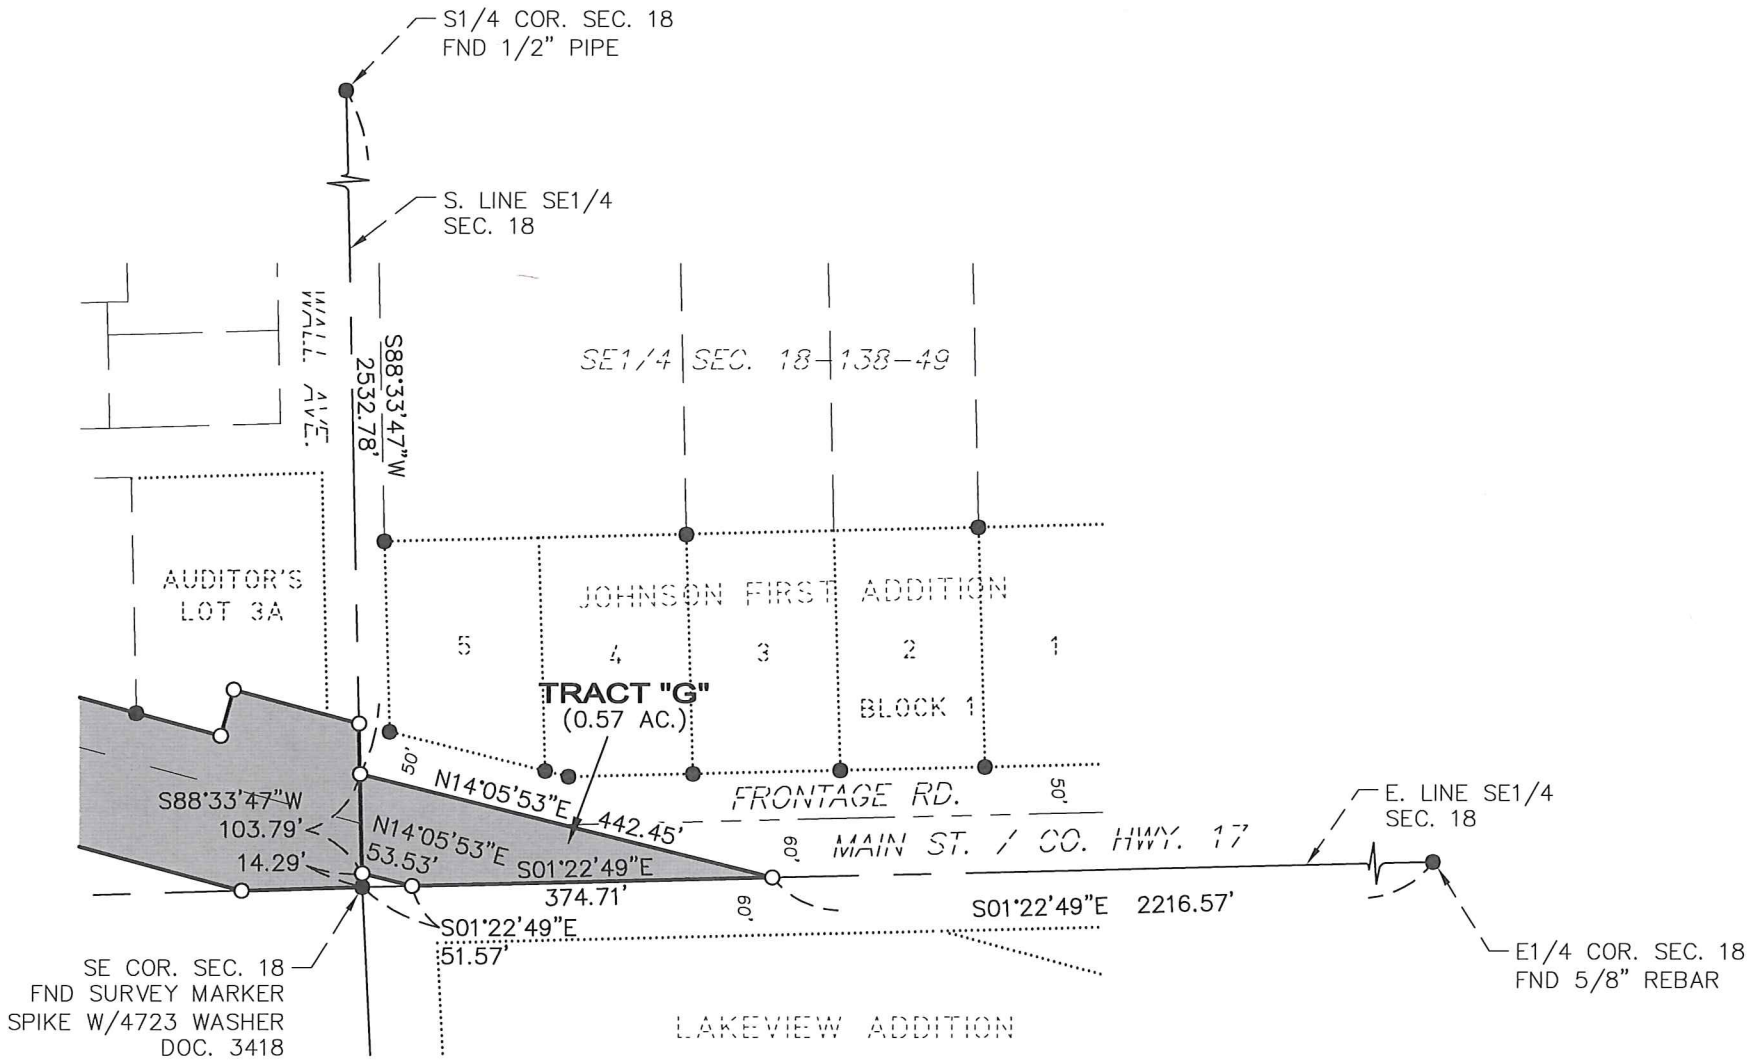 S1/4 COR. SEC. 18
FND 1/2" PIPE
S. LINE SE1/4
SEC. 18
WALL AVE.
S88°33'47"W
2532.78'
SE1/4 SEC. 18-138-49
AUDITOR'S
LOT 3A
JOHNSON FIRST ADDITION
5
4
3
2
1
BLOCK 1
TRACT "G"
(0.57 AC.)
50'
N14°05'53"E 442.45'
FRONTAGE RD.
50'
E. LINE SE1/4
SEC. 18
S88°33'47"W
103.79'
14.29'
N14°05'53"E
53.53'
S01°22'49"E
374.71'
60'
MAIN ST. / CO. HWY. 17
60'
S01°22'49"E 2216.57'
S01°22'49"E
51.57'
SE COR. SEC. 18
FND SURVEY MARKER
SPIKE W/4723 WASHER
DOC. 3418
E1/4 COR. SEC. 18
FND 5/8" REBAR
LAKEVIEW ADDITION